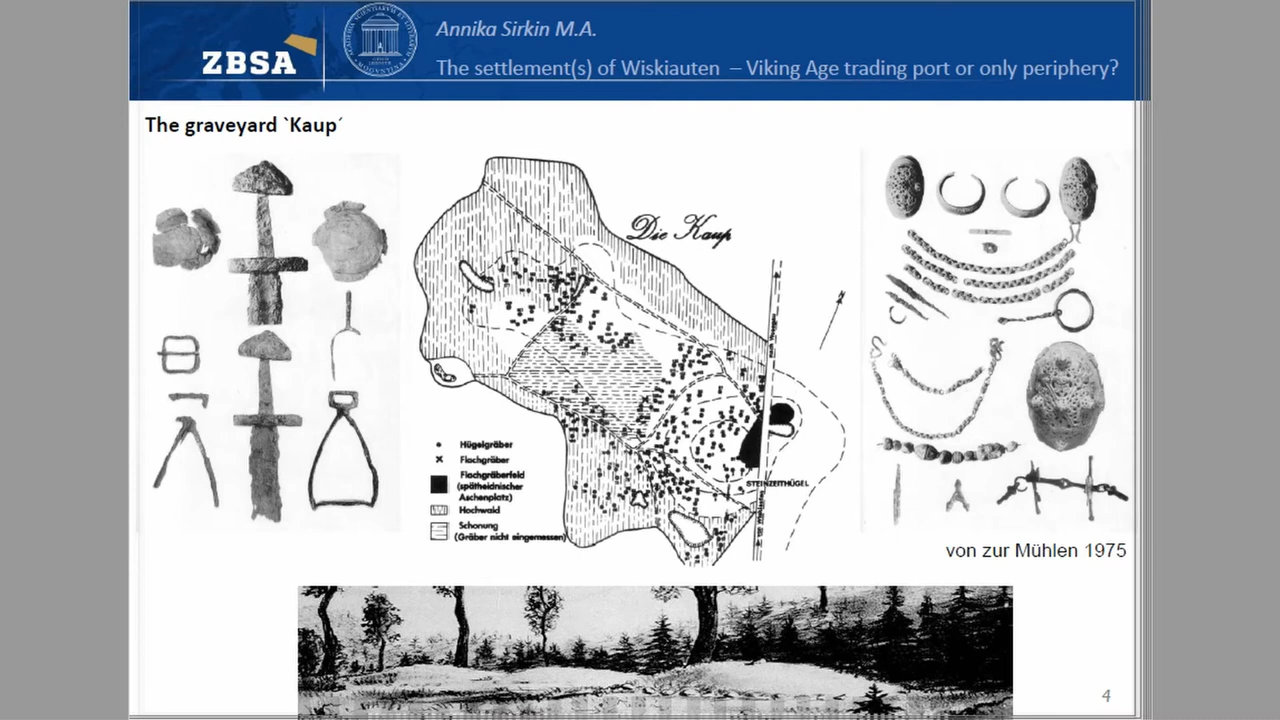 ZBSA
Annika Sirkin M.A.
The settlement(s) of Wiskiauten – Viking Age trading port or only periphery?
The graveyard `Kaup´
Die Kaup
Hügelgräber
Flachgräber
Flachgräberfeld
(spätheidnischer
Aschenplatz)
Hochwald
Schonung
(Gräber nicht eingemessen)
STEINZEITHÜGEL
von zur Mühlen 1975
4